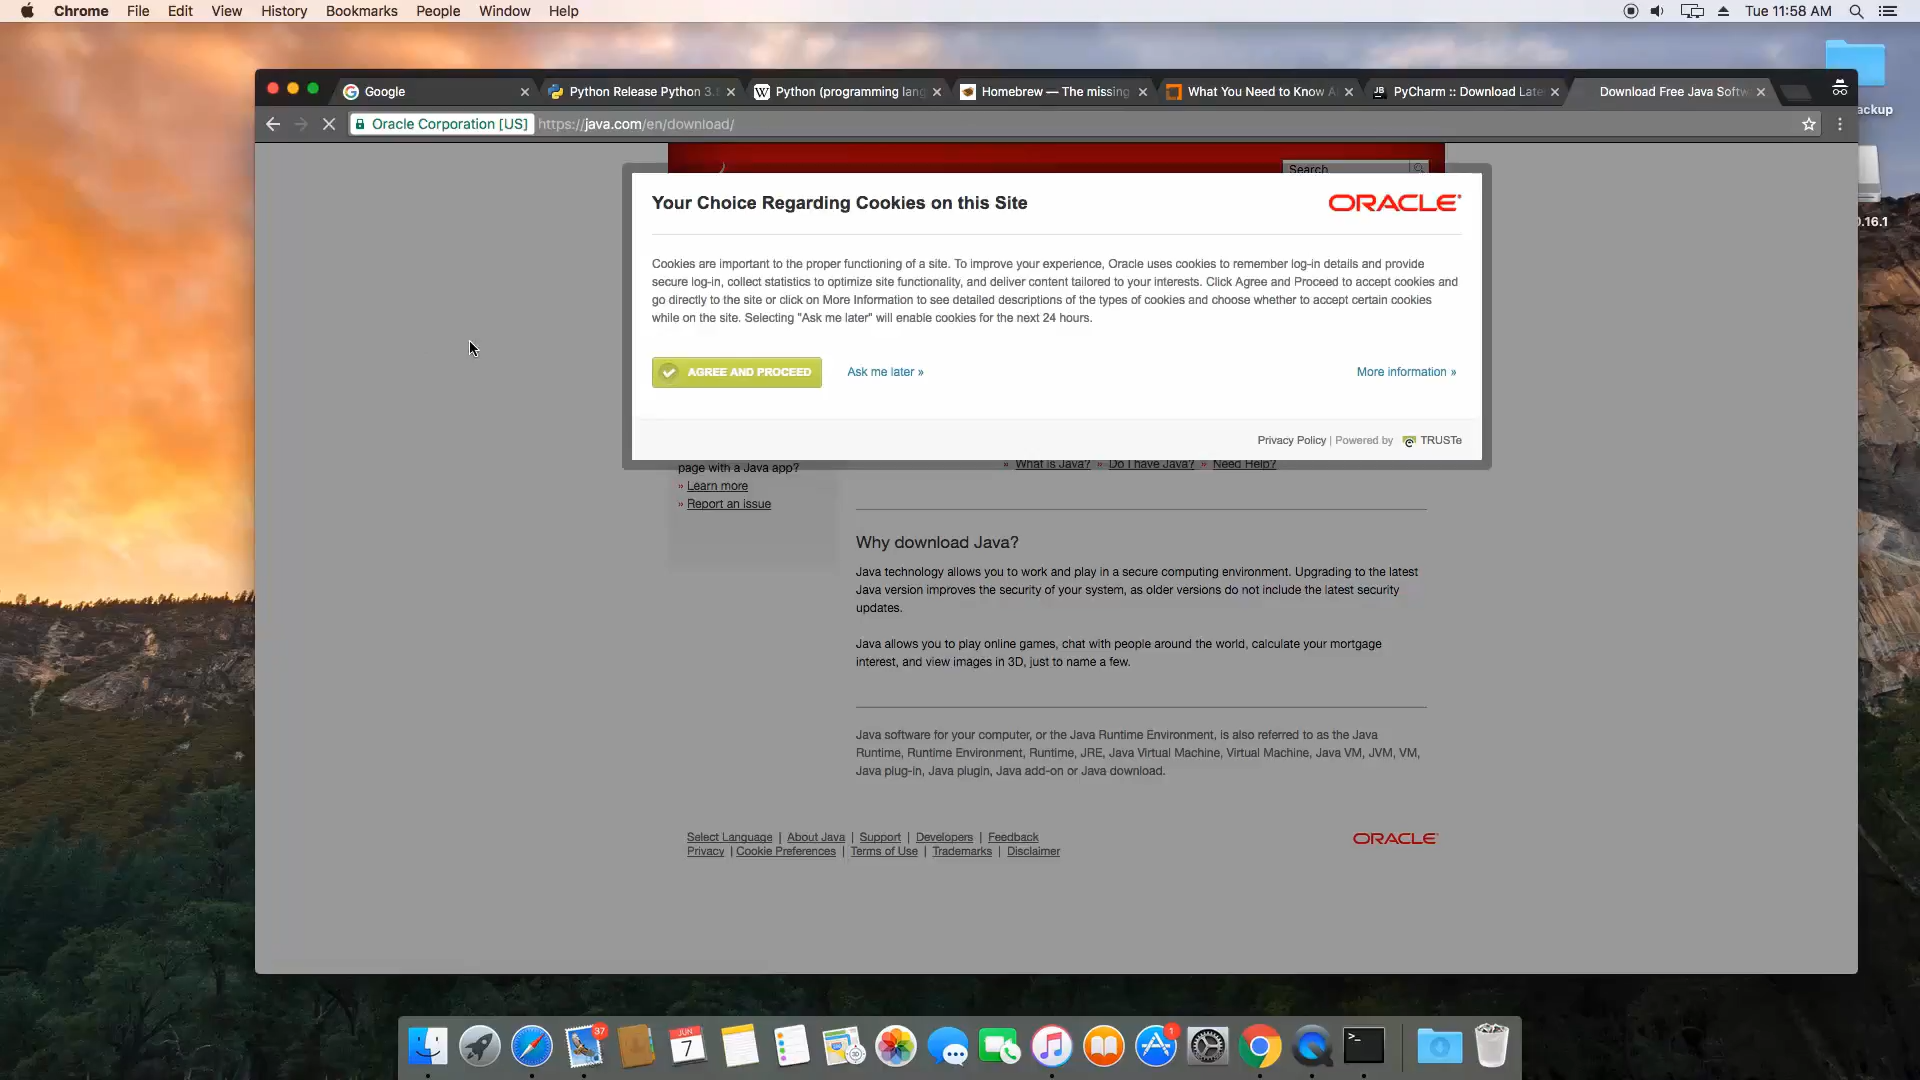 Chrome File Edit View History Bookmarks People Window Help
Tue 11:58 AM
Google
Python Release Python 3.
Python (programming lang
Homebrew — The missing
What You Need to Know A
JB
PyCharm :: Download Late
Download Free Java Softw
ackup
Oracle Corporation [US] https://java.com/en/download/
Search
0.16.1
Your Choice Regarding Cookies on this Site
ORACLE
Cookies are important to the proper functioning of a site. To improve your experience, Oracle uses cookies to remember log-in details and provide
secure log-in, collect statistics to optimize site functionality, and deliver content tailored to your interests. Click Agree and Proceed to accept cookies and
go directly to the site or click on More Information to see detailed descriptions of the types of cookies and choose whether to accept certain cookies
while on the site. Selecting "Ask me later" will enable cookies for the next 24 hours.
AGREE AND PROCEED
Ask me later »
More information »
Privacy Policy | Powered by TRUSTe
page with a Java app?
» Learn more
» Report an issue
» What is Java? » Do I have Java? » Need Help?
Why download Java?
Java technology allows you to work and play in a secure computing environment. Upgrading to the latest
Java version improves the security of your system, as older versions do not include the latest security
updates.
Java allows you to play online games, chat with people around the world, calculate your mortgage
interest, and view images in 3D, just to name a few.
Java software for your computer, or the Java Runtime Environment, is also referred to as the Java
Runtime, Runtime Environment, Runtime, JRE, Java Virtual Machine, Virtual Machine, Java VM, JVM, VM,
Java plug-in, Java plugin, Java add-on or Java download.
Select Language | About Java | Support | Developers | Feedback
Privacy | Cookie Preferences | Terms of Use | Trademarks | Disclaimer
ORACLE
37
JUN
7
1